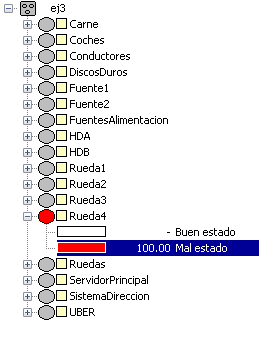 ej3
Carne
Coches
Conductores
DiscosDuros
Fuente1
Fuente2
FuentesAlimentacion
HDA
HDB
Rueda1
Rueda2
Rueda3
Rueda4
- Buen estado
100.00 Mal estado
Ruedas
ServidorPrincipal
SistemaDireccion
UBER